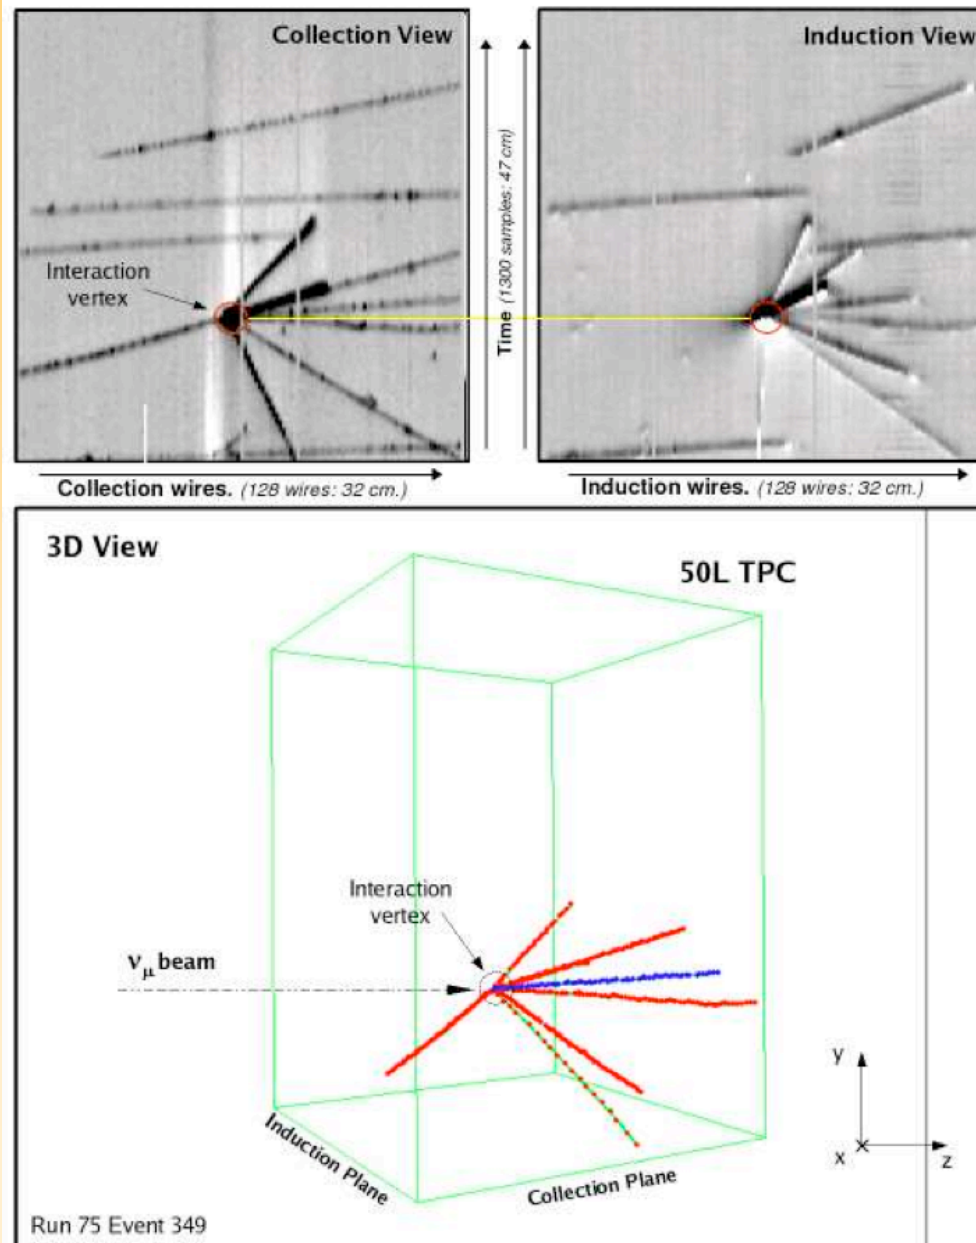 Collection View
Induction View
Time (1300 samples: 47 cm)
Interaction
vertex
Collection wires. (128 wires: 32 cm.)
Induction wires. (128 wires: 32 cm.)
3D View
50L TPC
Interaction
vertex
νμ beam
Induction Plane
Collection Plane
y
x
z
Run 75 Event 349